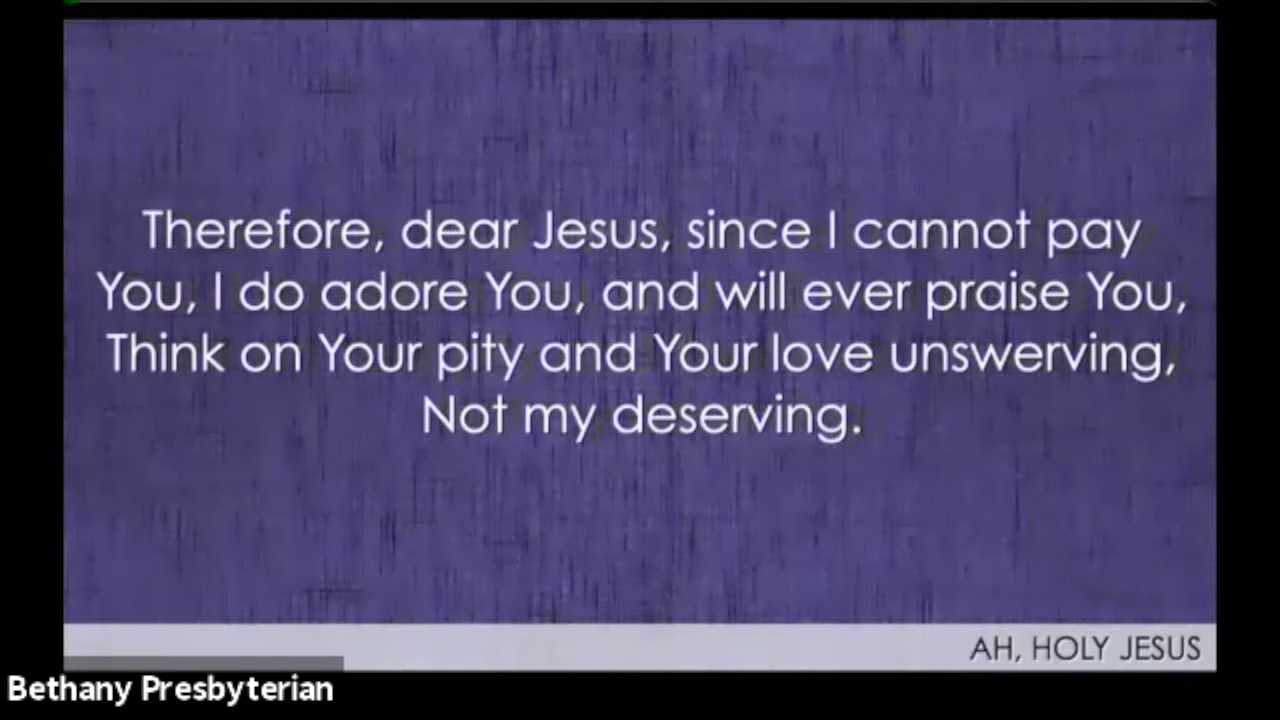 Therefore, dear Jesus, since I cannot pay
You, I do adore You, and will ever praise You,
Think on Your pity and Your love unswerving,
Not my deserving.
AH, HOLY JESUS
Bethany Presbyterian